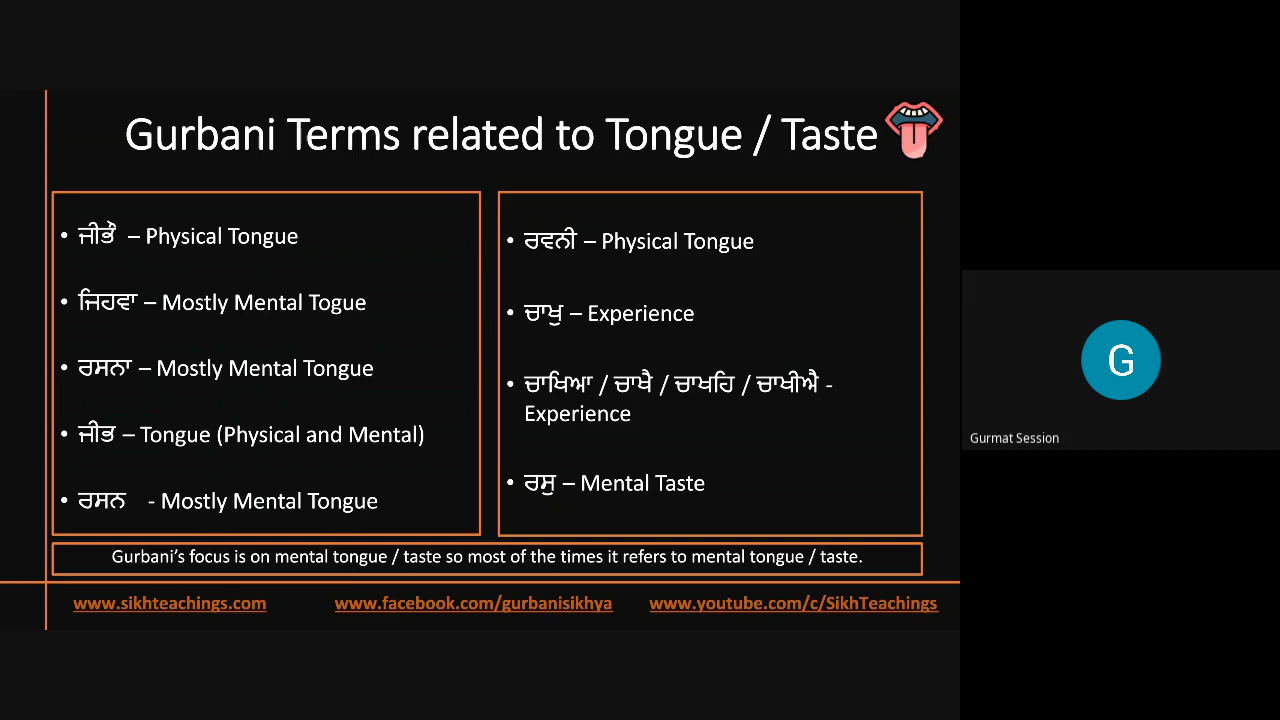 Gurbani Terms related to Tongue / Taste
• ਜੀਭੌਂ – Physical Tongue
• ਜਿਹਵਾ – Mostly Mental Togue
• ਰਸਨਾ – Mostly Mental Tongue
• ਜੀਭ – Tongue (Physical and Mental)
• ਰਸਨ - Mostly Mental Tongue
• ਰਵਨੀ – Physical Tongue
• ਚਾਖੁ – Experience
• ਚਾਖਿਆ / ਚਾਖੈ / ਚਾਖਹਿ / ਚਾਖੀਐ -
Experience
• ਰਸੁ – Mental Taste
Gurbani’s focus is on mental tongue / taste so most of the times it refers to mental tongue / taste.
www.sikhteachings.com www.facebook.com/gurbanisikhya www.youtube.com/c/SikhTeachings
G
Gurmat Session